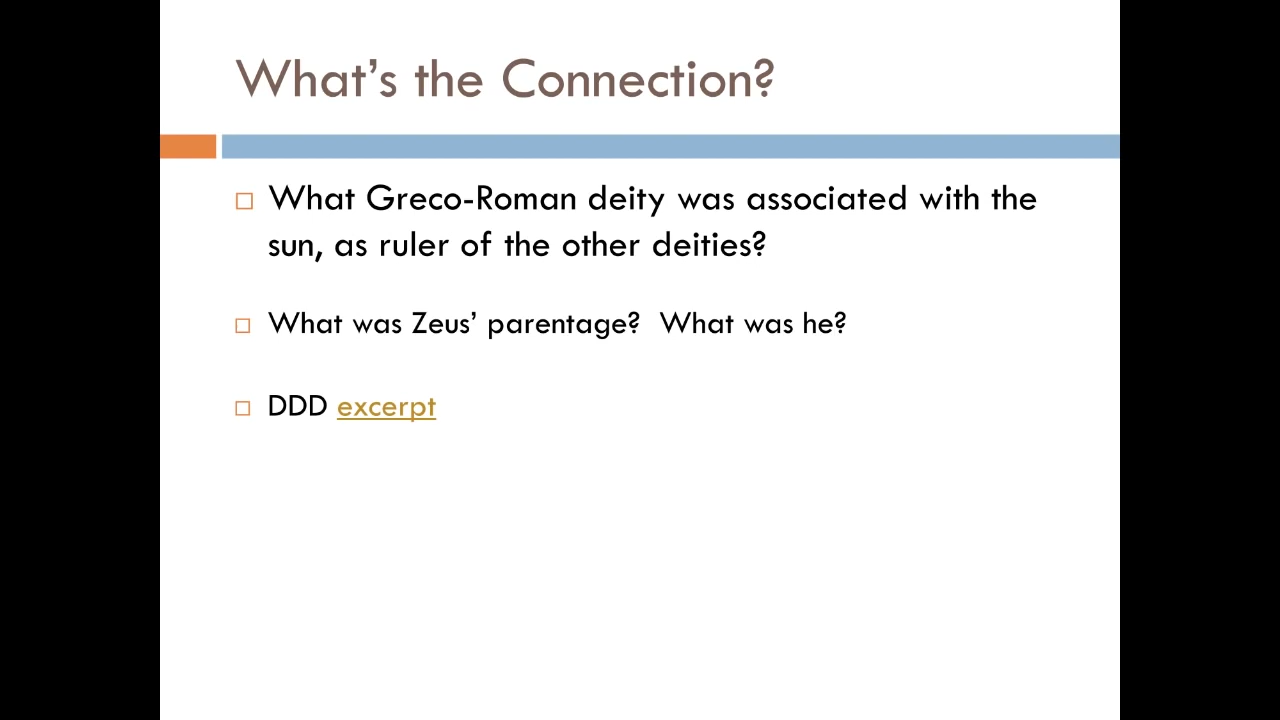 What’s the Connection?
What Greco-Roman deity was associated with the
sun, as ruler of the other deities?
What was Zeus’ parentage?  What was he?
DDD excerpt